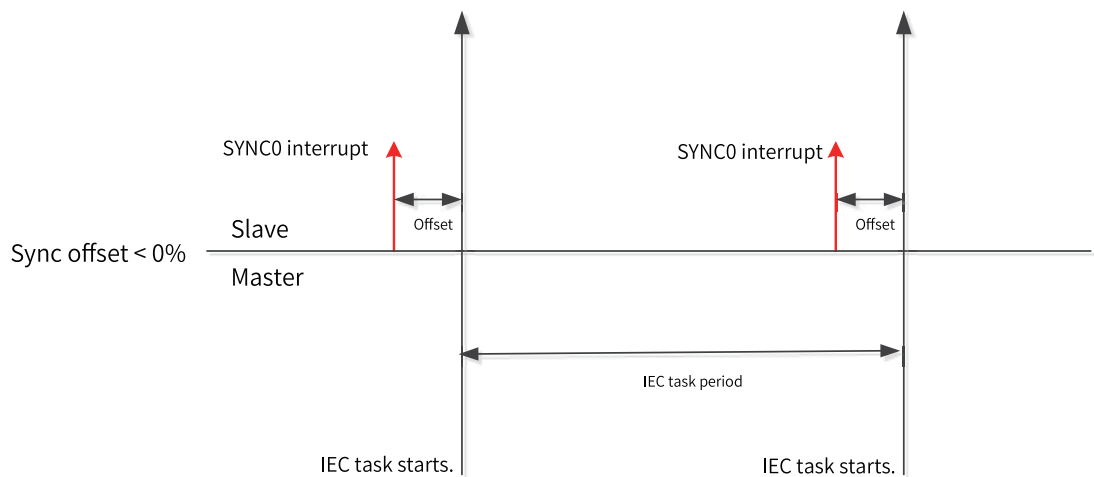 SYNC0 interrupt
SYNC0 interrupt
Offset
Offset
Slave
Sync offset < 0%
Master
IEC task period
IEC task starts.
IEC task starts.